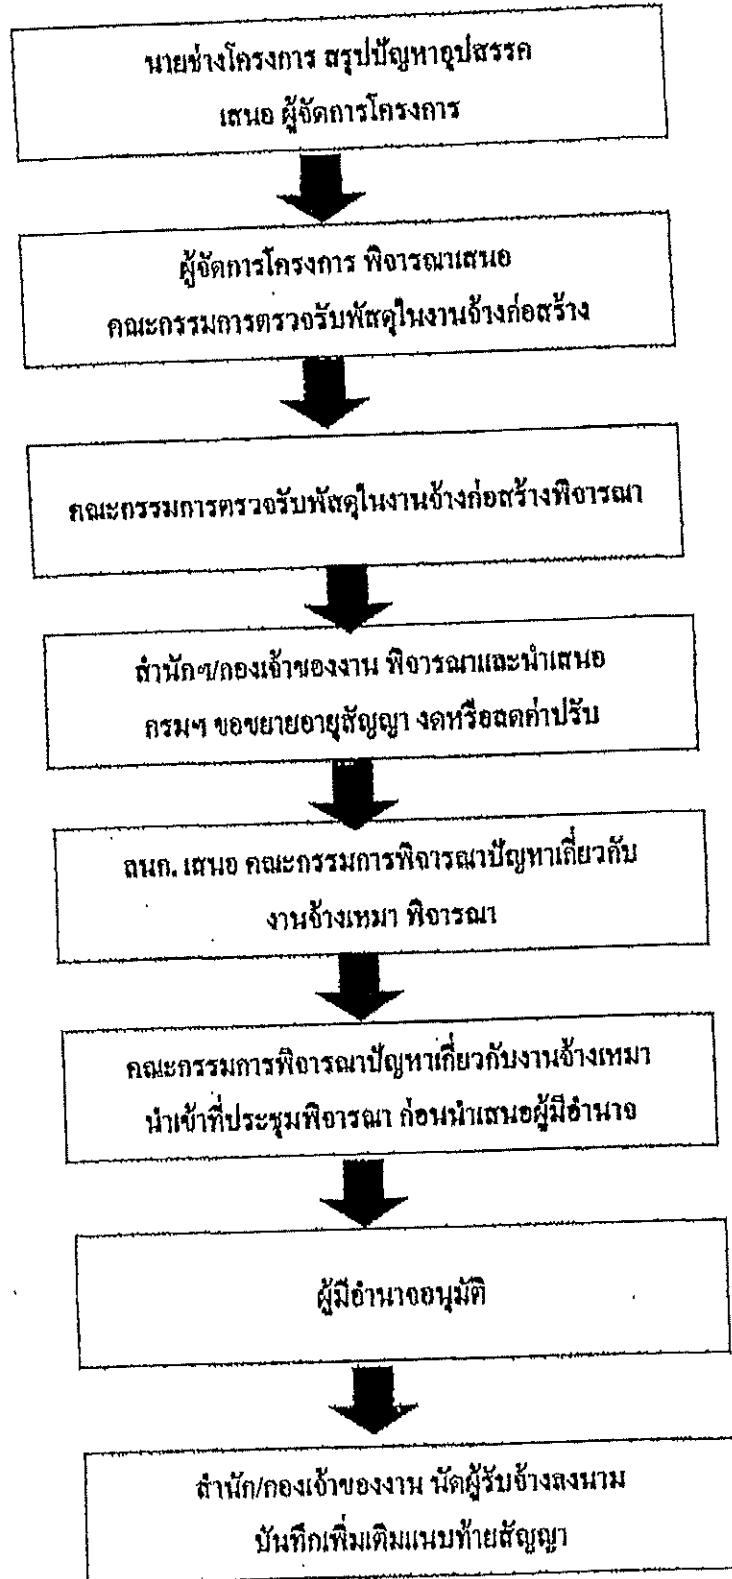 นายช่างโครงการ สรุปปัญหาอุปสรรค
เสนอ ผู้จัดการโครงการ
ผู้จัดการโครงการ พิจารณาเสนอ
คณะกรรมการตรวจรับพัสดุในงานจ้างก่อสร้าง
คณะกรรมการตรวจรับพัสดุในงานจ้างก่อสร้างพิจารณา
สำนักฯ/กองเจ้าของงาน พิจารณาและนำเสนอ
กรมฯ ขอขยายอายุสัญญา งดหรือลดค่าปรับ
ลนก. เสนอ คณะกรรมการพิจารณาปัญหาเกี่ยวกับ
งานจ้างเหมา พิจารณา
คณะกรรมการพิจารณาปัญหาเกี่ยวกับงานจ้างเหมา
นำเข้าที่ประชุมพิจารณา ก่อนนำเสนอผู้มีอำนาจ
ผู้มีอำนาจอนุมัติ
สำนัก/กองเจ้าของงาน นัดผู้รับจ้างลงนาม
บันทึกเพิ่มเติมแนบท้ายสัญญา